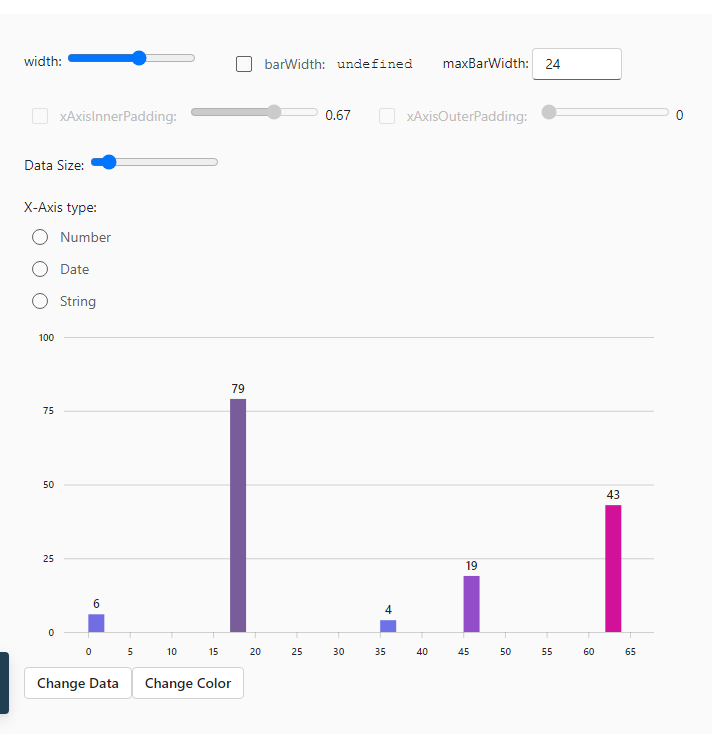 width: barWidth: undefined maxBarWidth: 24
xAxisInnerPadding: 0.67 xAxisOuterPadding: 0
Data Size:
X-Axis type:
Number
Date
String
100
79
75
50
43
25
19
6
4
0
0 5 10 15 20 25 30 35 40 45 50 55 60 65
Change Data Change Color